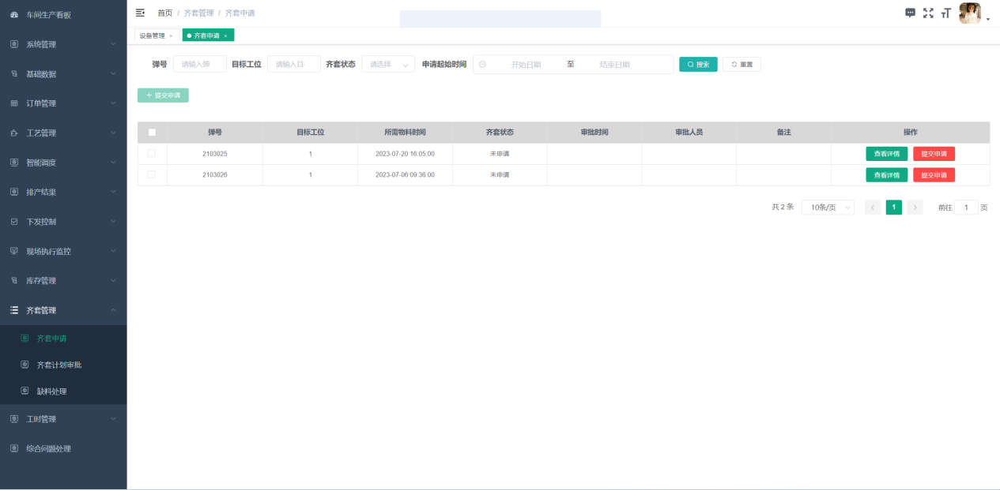 车间生产看板
系统管理
基础数据
订单管理
工艺管理
智能调度
排产结果
下发控制
现场执行监控
库存管理
齐套管理
齐套申请
齐套计划审批
缺料处理
工时管理
综合问题处理
首页 / 齐套管理 / 齐套申请
设备管理 × 齐套申请 ×
弹号 请输入弹 目标工位 请输入目 齐套状态 请选择 申请起始时间 开始日期 至 结束日期 搜索 重置
+ 提交申请
弹号 目标工位 所需物料时间 齐套状态 审批时间 审批人员 备注 操作
2103025 1 2023-07-20 16:05:00 未申请 查看详情 提交申请
2103026 1 2023-07-06 09:36:00 未申请 查看详情 提交申请
共 2 条 10条/页 < 1 > 前往 1 页